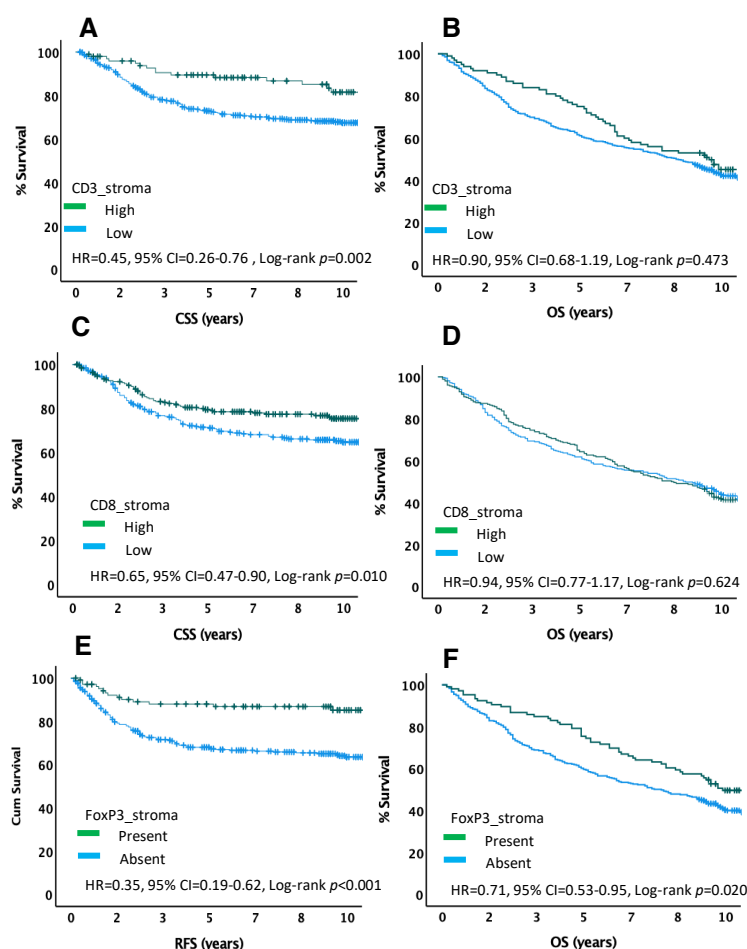 A
100
80
60
40
20
0
% Survival
CD3_stroma
High
Low
HR=0.45, 95% CI=0.26-0.76 , Log-rank p=0.002
0 2 3 5 7 8 10
CSS (years)
B
100
80
60
40
20
0
% Survival
CD3_stroma
High
Low
HR=0.90, 95% CI=0.68-1.19, Log-rank p=0.473
0 2 3 5 7 8 10
OS (years)
C
100
80
60
40
20
0
% Survival
CD8_stroma
High
Low
HR=0.65, 95% CI=0.47-0.90, Log-rank p=0.010
0 2 3 5 7 8 10
CSS (years)
D
100
80
60
40
20
0
% Survival
CD8_stroma
High
Low
HR=0.94, 95% CI=0.77-1.17, Log-rank p=0.624
0 2 3 5 7 8 10
OS (years)
E
100
80
60
40
20
0
Cum Survival
FoxP3_stroma
Present
Absent
HR=0.35, 95% CI=0.19-0.62, Log-rank p<0.001
0 2 3 5 7 8 10
RFS (years)
F
100
80
60
40
20
0
% Survival
FoxP3_stroma
Present
Absent
HR=0.71, 95% CI=0.53-0.95, Log-rank p=0.020
0 2 3 5 7 8 10
OS (years)